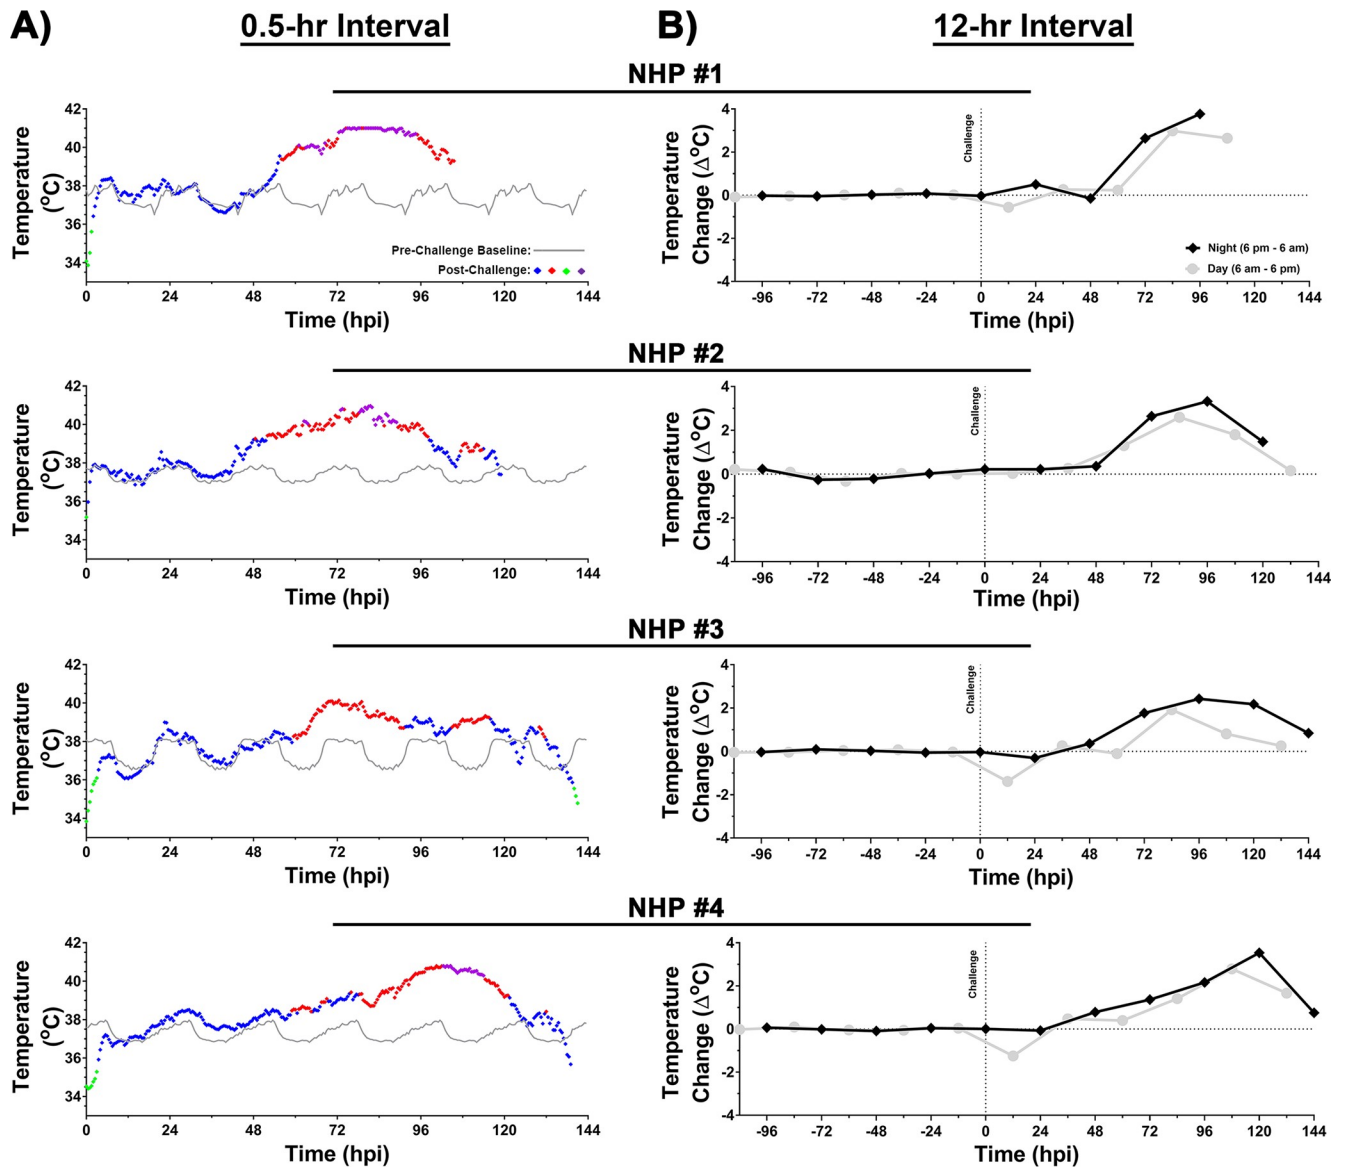 A) 0.5-hr Interval B) 12-hr Interval
NHP #1
Temperature (ºC)
42
40
38
36
34
0 24 48 72 96 120 144
Time (hpi)
Pre-Challenge Baseline:
Post-Challenge:
Temperature Change (ΔºC)
4
2
0
-2
-4
-96 -72 -48 -24 0 24 48 72 96 120 144
Time (hpi)
Challenge
Night (6 pm - 6 am)
Day (6 am - 6 pm)
NHP #2
Temperature (ºC)
42
40
38
36
34
0 24 48 72 96 120 144
Time (hpi)
Temperature Change (ΔºC)
4
2
0
-2
-4
-96 -72 -48 -24 0 24 48 72 96 120 144
Time (hpi)
Challenge
NHP #3
Temperature (ºC)
42
40
38
36
34
0 24 48 72 96 120 144
Time (hpi)
Temperature Change (ΔºC)
4
2
0
-2
-4
-96 -72 -48 -24 0 24 48 72 96 120 144
Time (hpi)
Challenge
NHP #4
Temperature (ºC)
42
40
38
36
34
0 24 48 72 96 120 144
Time (hpi)
Temperature Change (ΔºC)
4
2
0
-2
-4
-96 -72 -48 -24 0 24 48 72 96 120 144
Time (hpi)
Challenge